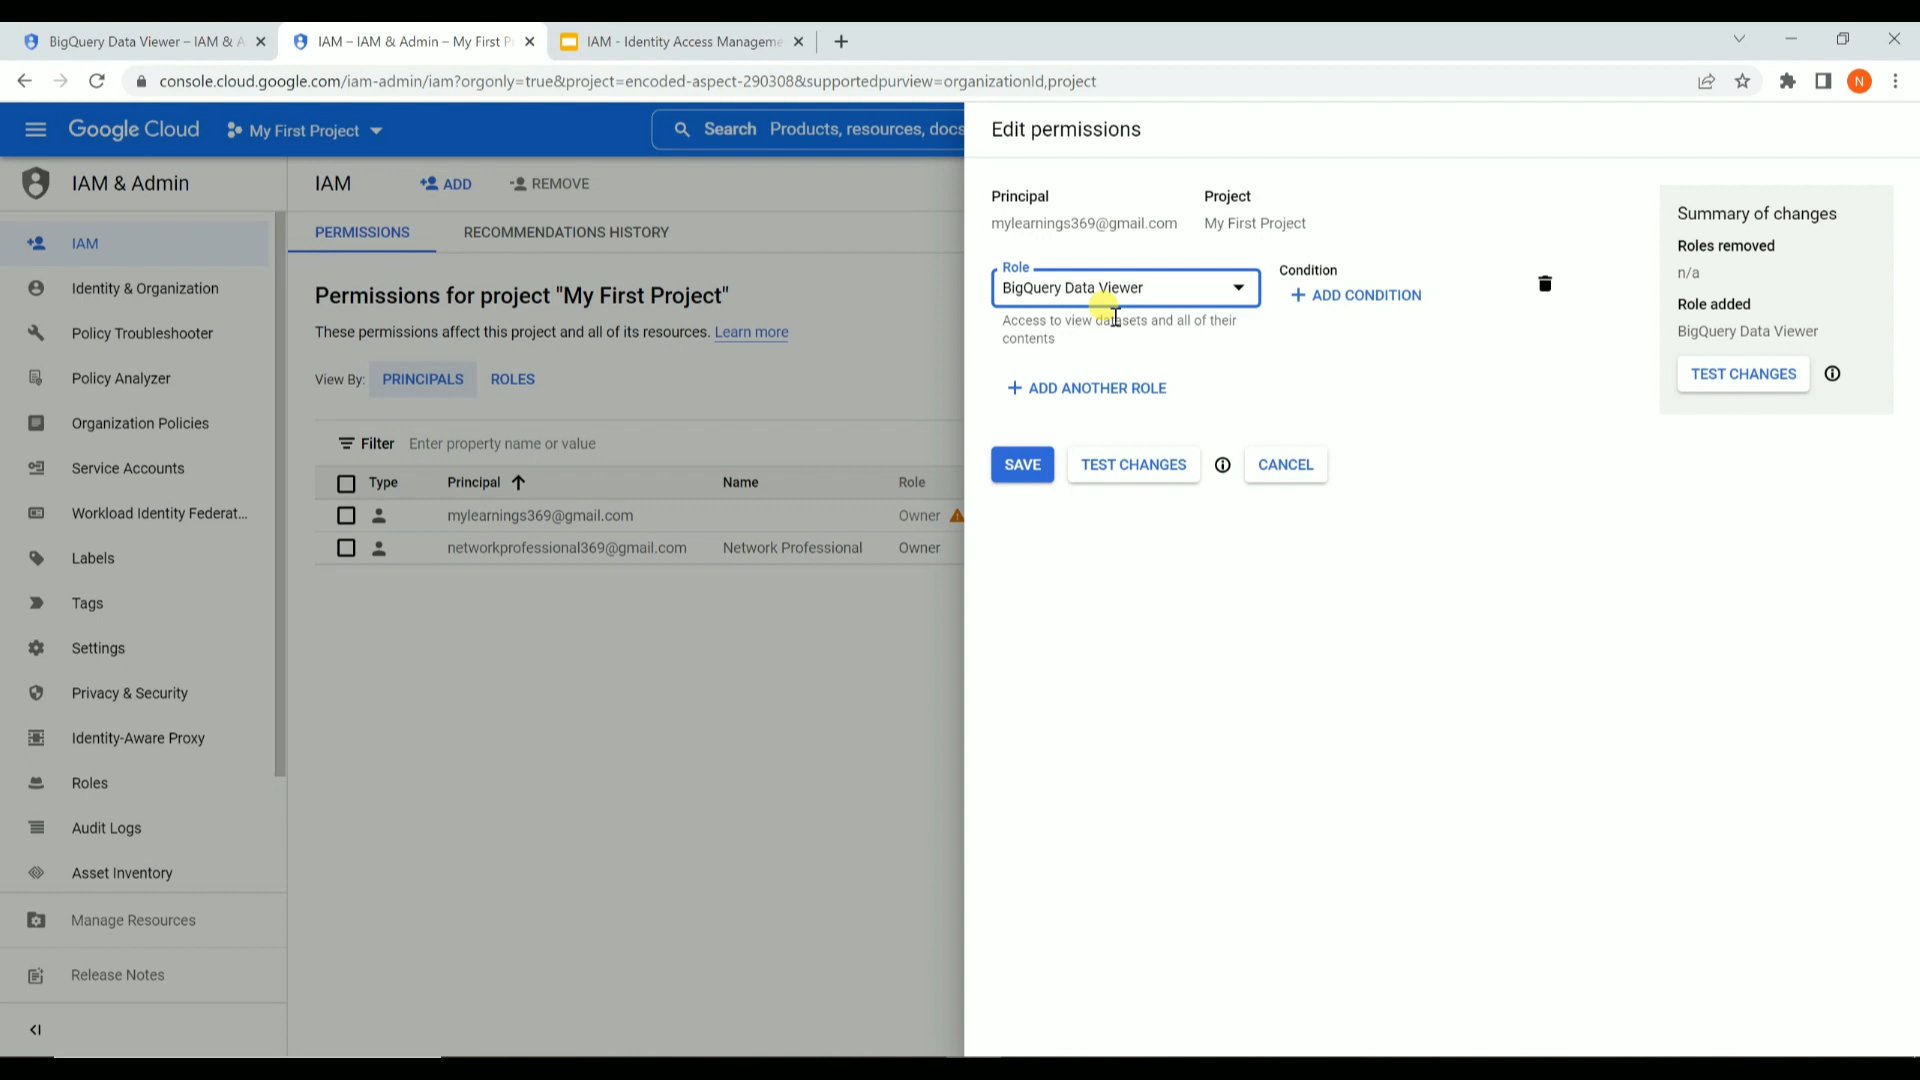 BigQuery Data Viewer – IAM & A
IAM – IAM & Admin – My First P
IAM - Identity Access Manageme
console.cloud.google.com/iam-admin/iam?orgonly=true&project=encoded-aspect-290308&supportedpurview=organizationId,project
N
Google Cloud
My First Project
Search Products, resources, docs
IAM & Admin
IAM
Identity & Organization
Policy Troubleshooter
Policy Analyzer
Organization Policies
Service Accounts
Workload Identity Federat...
Labels
Tags
Settings
Privacy & Security
Identity-Aware Proxy
Roles
Audit Logs
Asset Inventory
Manage Resources
Release Notes
IAM
ADD
REMOVE
PERMISSIONS
RECOMMENDATIONS HISTORY
Permissions for project "My First Project"
These permissions affect this project and all of its resources. Learn more
View By: PRINCIPALS ROLES
Filter Enter property name or value
Type Principal Name Role
mylearnings369@gmail.com Owner
networkprofessional369@gmail.com Network Professional Owner
Edit permissions
Principal Project
mylearnings369@gmail.com My First Project
Role
BigQuery Data Viewer
Access to view datasets and all of their
contents
Condition
+ ADD CONDITION
+ ADD ANOTHER ROLE
SAVE TEST CHANGES CANCEL
Summary of changes
Roles removed
n/a
Role added
BigQuery Data Viewer
TEST CHANGES